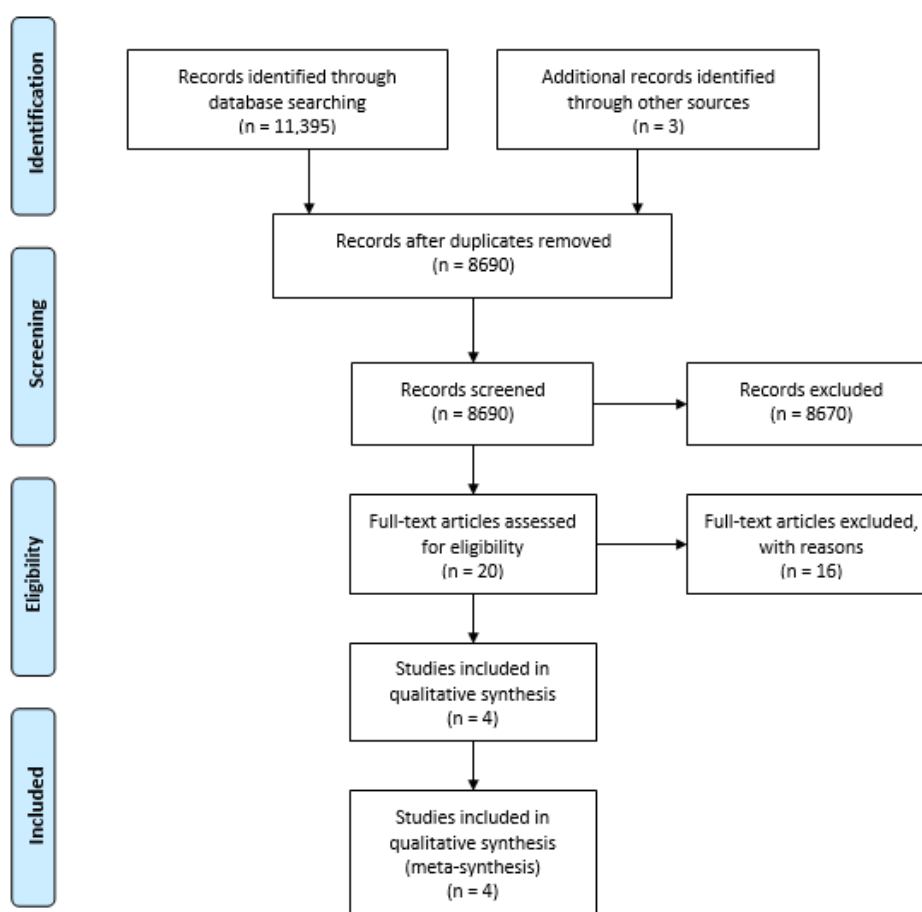 Identification
Records identified through
database searching
(n = 11,395)
Additional records identified
through other sources
(n = 3)
Records after duplicates removed
(n = 8690)
Screening
Records screened
(n = 8690)
Records excluded
(n = 8670)
Eligibility
Full-text articles assessed
for eligibility
(n = 20)
Full-text articles excluded,
with reasons
(n = 16)
Studies included in
qualitative synthesis
(n = 4)
Included
Studies included in
qualitative synthesis
(meta-synthesis)
(n = 4)